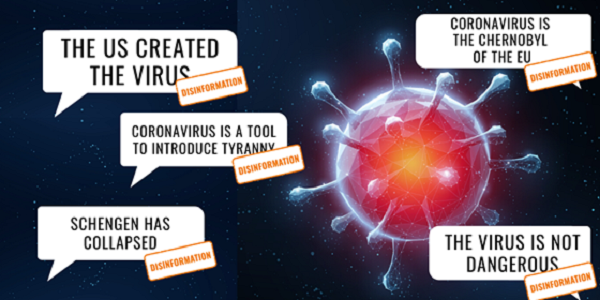 THE US CREATED
THE VIRUS
DISINFORMATION
CORONAVIRUS IS A TOOL
TO INTRODUCE TYRANNY
DISINFORMATION
SCHENGEN HAS
COLLAPSED
DISINFORMATION
CORONAVIRUS IS
THE CHERNOBYL
OF THE EU
DISINFORMATION
THE VIRUS IS NOT
DANGEROUS
DISINFORMATION